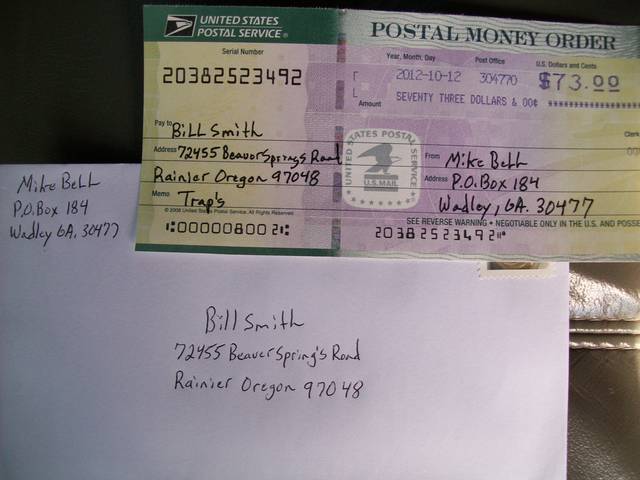 UNITED STATES
POSTAL SERVICE®
POSTAL MONEY ORDER
Serial Number
20382523492
Year, Month, Day
Post Office
U.S. Dollars and Cents
2012-10-12
304770
$73.00
Amount
SEVENTY THREE DOLLARS & 00¢
Pay to
Bill Smith
Address
72455 Beaver Spring's Road
Rainier Oregon 97048
Memo
Trap's
© 2008 United States Postal Service. All Rights Reserved.
UNITED STATES POSTAL SERVICE
U.S. MAIL
Clerk
From
Mike Bell
Address
P.O. Box 184
Wadley, GA. 30477
SEE REVERSE WARNING • NEGOTIABLE ONLY IN THE U.S. AND POSSE
⑆000008002⑆
20382523492⑈
Mike Bell
P.O. Box 184
Wadley GA. 30477
Bill Smith
72455 Beaver Spring's Road
Rainier Oregon 97048